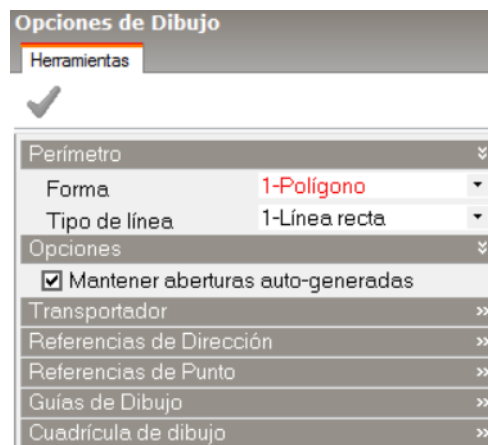 Opciones de Dibujo
Herramientas
Perímetro
Forma 1-Polígono
Tipo de línea 1-Línea recta
Opciones
Mantener aberturas auto-generadas
Transportador
Referencias de Dirección
Referencias de Punto
Guías de Dibujo
Cuadrícula de dibujo